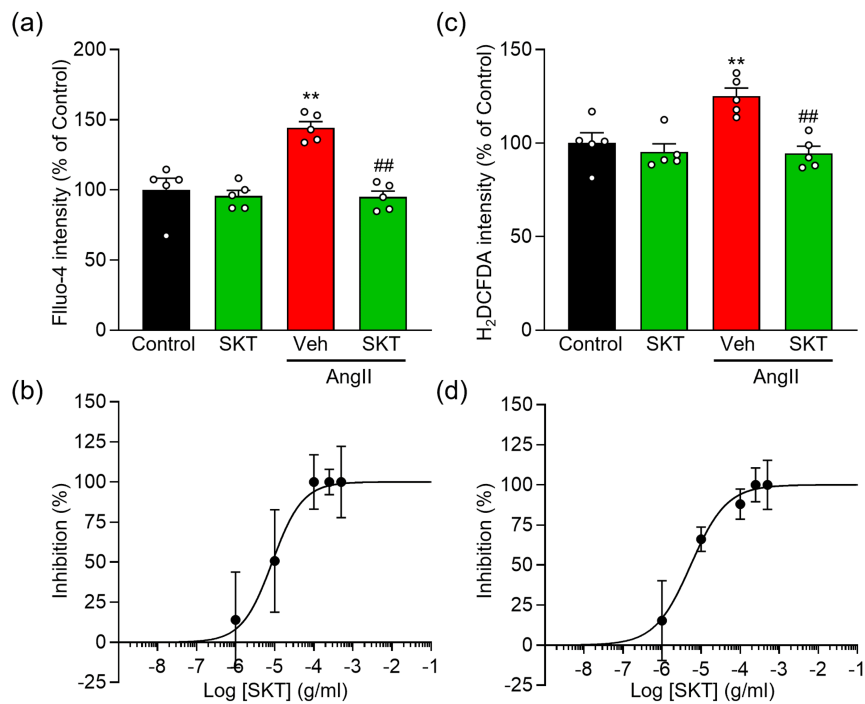 (a)
Flluo-4 intensity (% of Control)
200
150
100
50
0
**
##
Control
SKT
Veh
SKT
AngII
(c)
H₂DCFDA intensity (% of Control)
150
100
50
0
**
##
Control
SKT
Veh
SKT
AngII
(b)
Inhibition (%)
150
125
100
75
50
25
0
-25
-8 -7 -6 -5 -4 -3 -2 -1
Log [SKT] (g/ml)
(d)
Inhibition (%)
150
125
100
75
50
25
0
-25
-8 -7 -6 -5 -4 -3 -2 -1
Log [SKT] (g/ml)